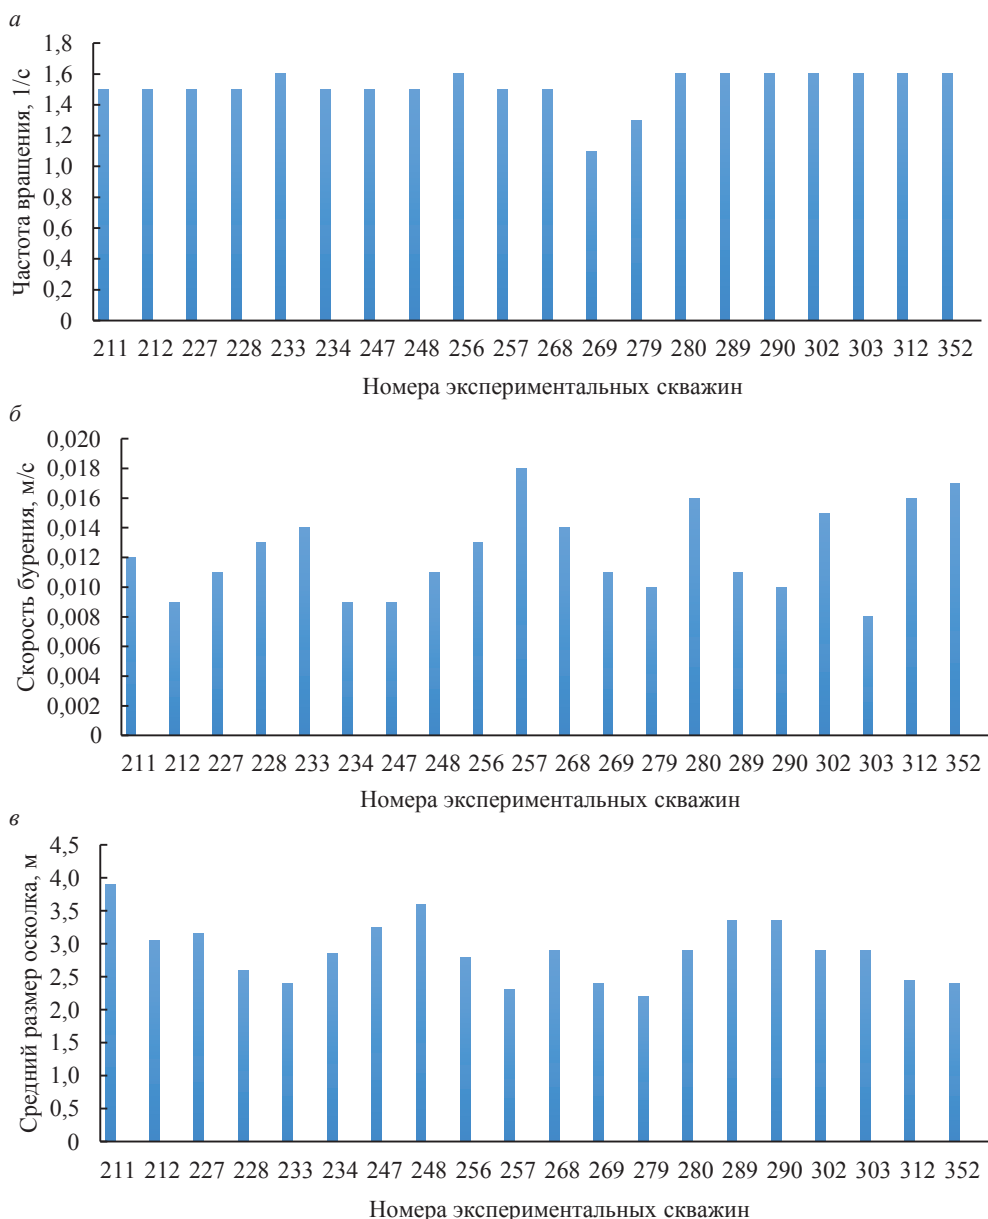 а
1,8
1,6
1,4
1,2
1,0
0,8
0,6
0,4
0,2
0
Частота вращения, 1/с
211 212 227 228 233 234 247 248 256 257 268 269 279 280 289 290 302 303 312 352
Номера экспериментальных скважин
б
0,020
0,018
0,016
0,014
0,012
0,010
0,008
0,006
0,004
0,002
0
Скорость бурения, м/с
211 212 227 228 233 234 247 248 256 257 268 269 279 280 289 290 302 303 312 352
Номера экспериментальных скважин
в
4,5
4,0
3,5
3,0
2,5
2,0
1,5
1,0
0,5
0
Средний размер осколка, м
211 212 227 228 233 234 247 248 256 257 268 269 279 280 289 290 302 303 312 352
Номера экспериментальных скважин